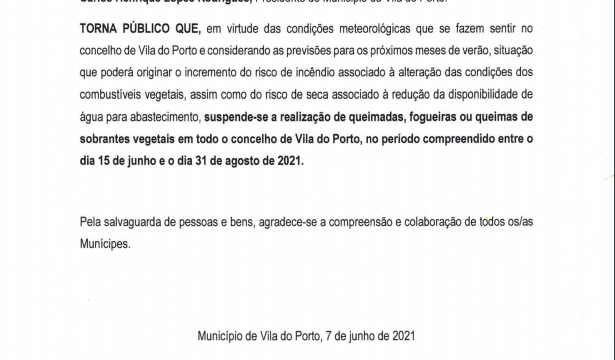 Carlos Henrique Lopes Rodrigues, Presidente do Município de Vila do Porto:
TORNA PÚBLICO QUE, em virtude das condições meteorológicas que se fazem sentir no
concelho de Vila do Porto e considerando as previsões para os próximos meses de verão, situação
que poderá originar o incremento do risco de incêndio associado à alteração das condições dos
combustíveis vegetais, assim como do risco de seca associado à redução da disponibilidade de
água para abastecimento, suspende-se a realização de queimadas, fogueiras ou queimas de
sobrantes vegetais em todo o concelho de Vila do Porto, no período compreendido entre o
dia 15 de junho e o dia 31 de agosto de 2021.
Pela salvaguarda de pessoas e bens, agradece-se a compreensão e colaboração de todos os/as
Munícipes.
Município de Vila do Porto, 7 de junho de 2021